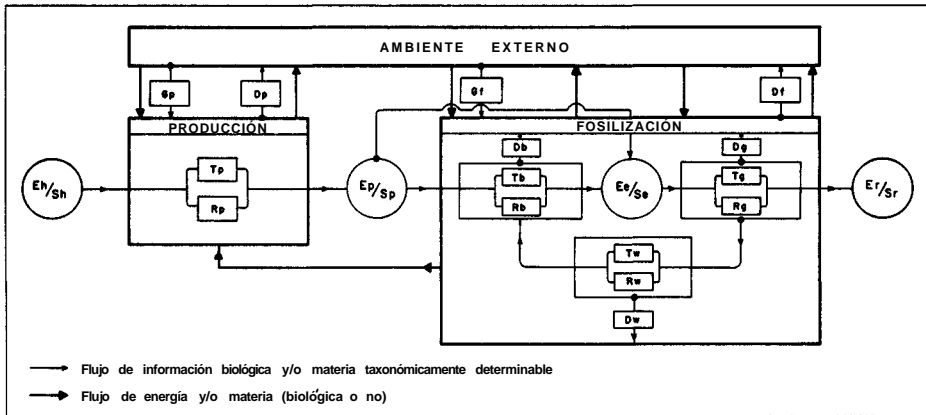 AMBIENTE EXTERNO
Gp
Dp
Gf
Df
PRODUCCIÓN
FOSILIZACIÓN
Db
Dg
Eh/Sh
Tp
Rp
Ep/Sp
Tb
Rb
Ee/Se
Tg
Rg
Er/Sr
Tw
Rw
Dw
Flujo de información biológica y/o materia taxonómicamente determinable
Flujo de energía y/o materia (biológica o no)